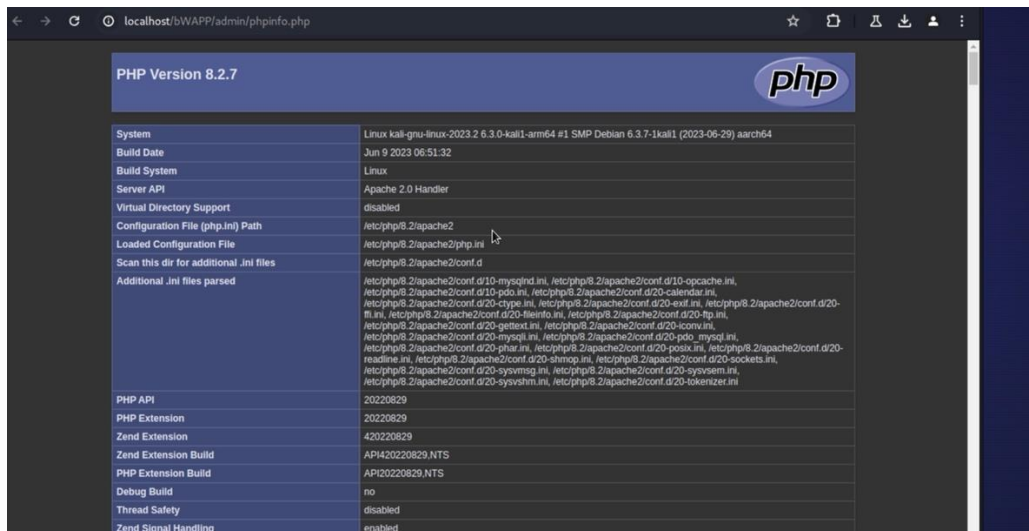 localhost/bWAPP/admin/phpinfo.php
PHP Version 8.2.7
php
System Linux kali-gnu-linux-2023.2 6.3.0-kali1-arm64 #1 SMP Debian 6.3.7-1kali1 (2023-06-29) aarch64
Build Date Jun 9 2023 06:51:32
Build System Linux
Server API Apache 2.0 Handler
Virtual Directory Support disabled
Configuration File (php.ini) Path /etc/php/8.2/apache2
Loaded Configuration File /etc/php/8.2/apache2/php.ini
Scan this dir for additional .ini files /etc/php/8.2/apache2/conf.d
Additional .ini files parsed /etc/php/8.2/apache2/conf.d/10-mysqlnd.ini, /etc/php/8.2/apache2/conf.d/10-opcache.ini,
/etc/php/8.2/apache2/conf.d/10-pdo.ini, /etc/php/8.2/apache2/conf.d/20-calendar.ini,
/etc/php/8.2/apache2/conf.d/20-ctype.ini, /etc/php/8.2/apache2/conf.d/20-exif.ini, /etc/php/8.2/apache2/conf.d/20-
ffi.ini, /etc/php/8.2/apache2/conf.d/20-fileinfo.ini, /etc/php/8.2/apache2/conf.d/20-ftp.ini,
/etc/php/8.2/apache2/conf.d/20-gettext.ini, /etc/php/8.2/apache2/conf.d/20-iconv.ini,
/etc/php/8.2/apache2/conf.d/20-mysqli.ini, /etc/php/8.2/apache2/conf.d/20-pdo_mysql.ini,
/etc/php/8.2/apache2/conf.d/20-phar.ini, /etc/php/8.2/apache2/conf.d/20-posix.ini, /etc/php/8.2/apache2/conf.d/20-
readline.ini, /etc/php/8.2/apache2/conf.d/20-shmop.ini, /etc/php/8.2/apache2/conf.d/20-sockets.ini,
/etc/php/8.2/apache2/conf.d/20-sysvmsg.ini, /etc/php/8.2/apache2/conf.d/20-sysvsem.ini,
/etc/php/8.2/apache2/conf.d/20-sysvshm.ini, /etc/php/8.2/apache2/conf.d/20-tokenizer.ini
PHP API 20220829
PHP Extension 20220829
Zend Extension 420220829
Zend Extension Build API420220829,NTS
PHP Extension Build API20220829,NTS
Debug Build no
Thread Safety disabled
Zend Signal Handling enabled